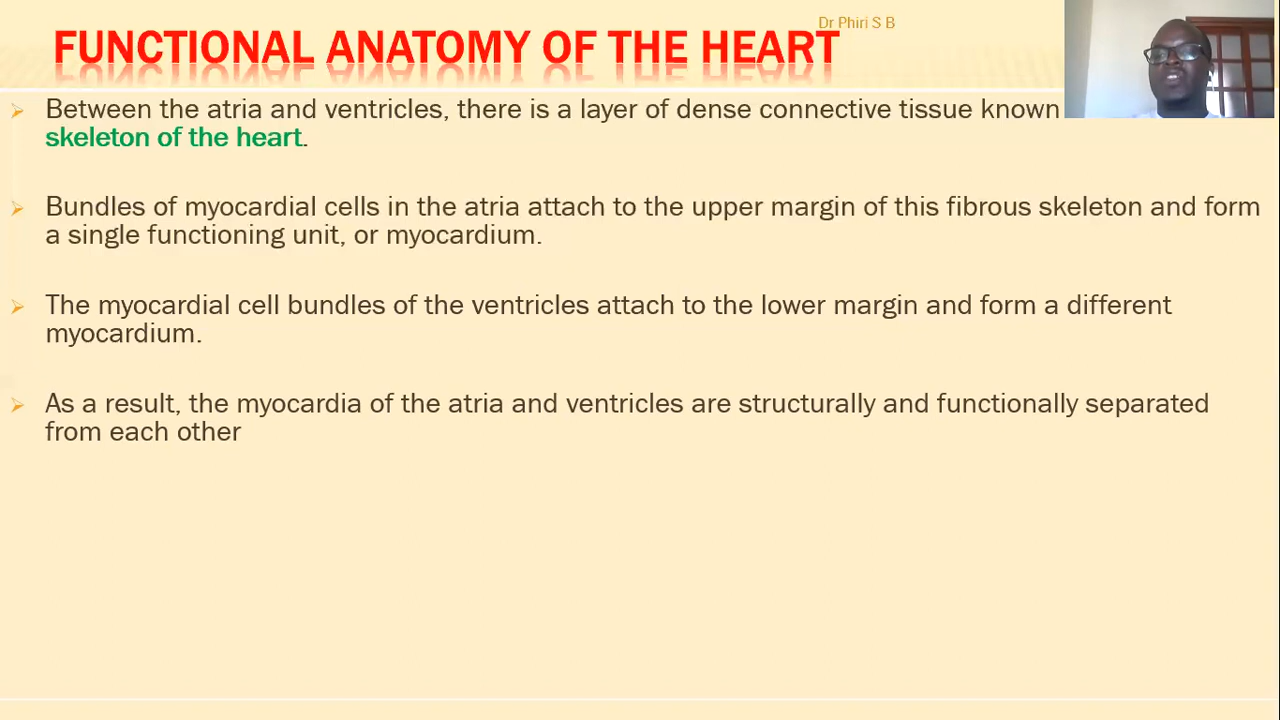 Dr Phiri S B
FUNCTIONAL ANATOMY OF THE HEART
Between the atria and ventricles, there is a layer of dense connective tissue known
skeleton of the heart.
Bundles of myocardial cells in the atria attach to the upper margin of this fibrous skeleton and form
a single functioning unit, or myocardium.
The myocardial cell bundles of the ventricles attach to the lower margin and form a different
myocardium.
As a result, the myocardia of the atria and ventricles are structurally and functionally separated
from each other